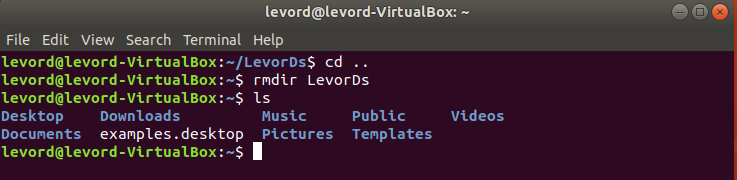 levord@levord-VirtualBox: ~
File Edit View Search Terminal Help
levord@levord-VirtualBox:~/LevorDs$ cd ..
levord@levord-VirtualBox:~$ rmdir LevorDs
levord@levord-VirtualBox:~$ ls
Desktop Downloads Music Public Videos
Documents examples.desktop Pictures Templates
levord@levord-VirtualBox:~$